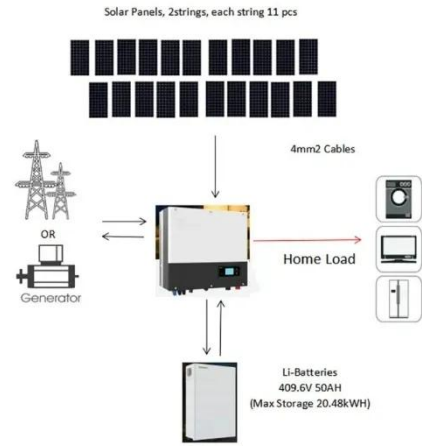 Solar Panels, 2strings, each string 11 pcs
4mm2 Cables
OR
Generator
Home Load
Li-Batteries
409.6V 50AH
(Max Storage 20.48kWH)